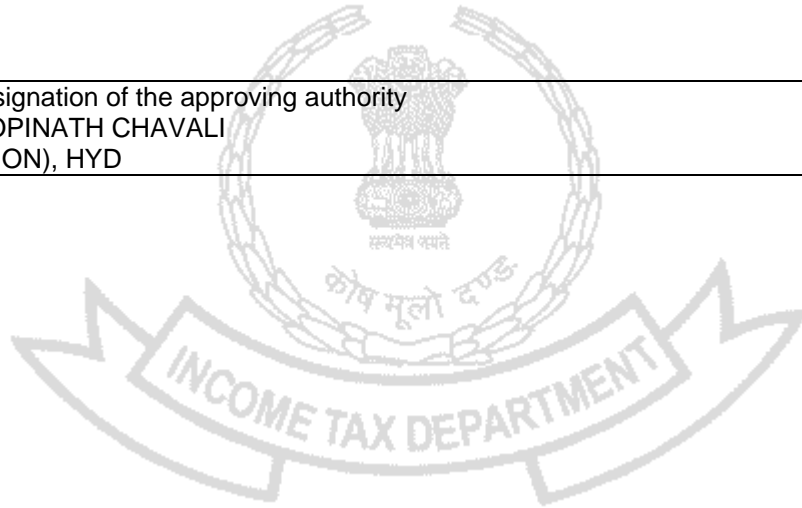 signation of the approving authority
OPINATH CHAVALI
ON), HYD
सत्यमेव जयते
कोष मूलो दण्डः
INCOME TAX DEPARTMENT